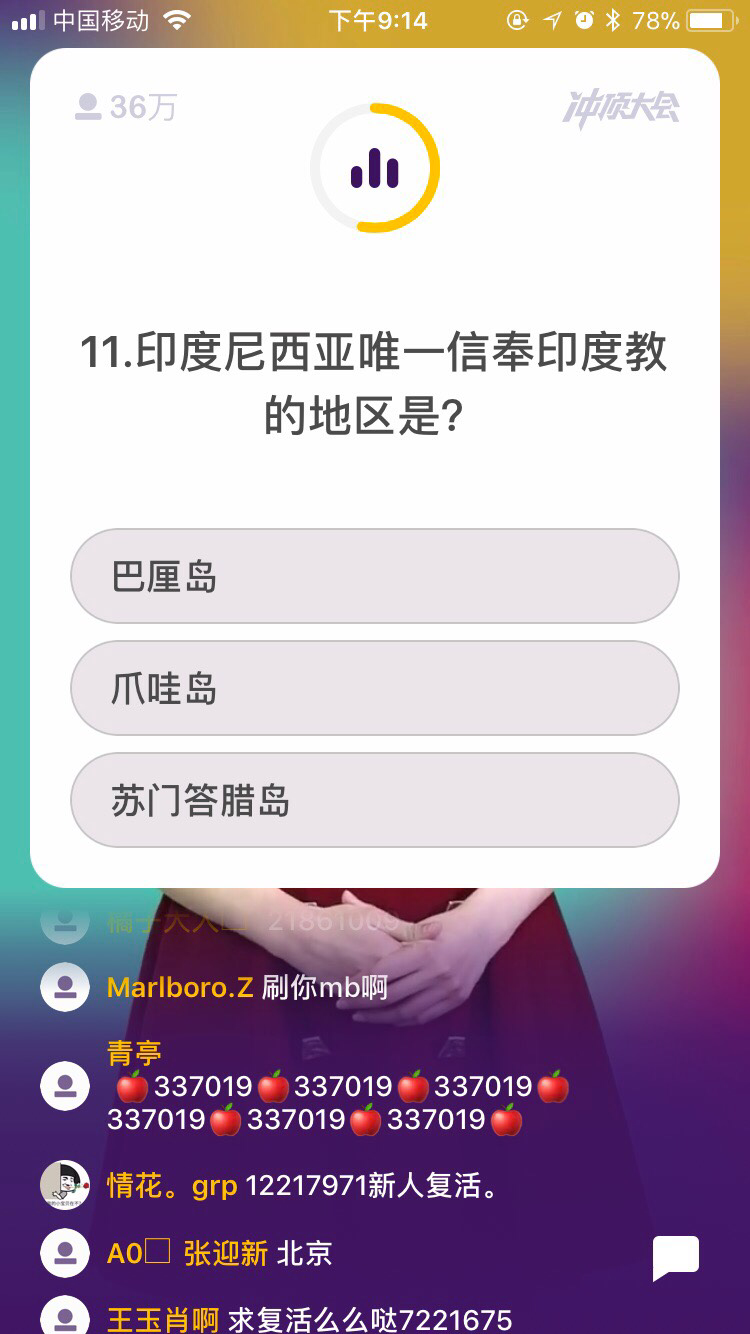 中国移动
下午9:14
78%
36万
冲顶大会
11.印度尼西亚唯一信奉印度教
的地区是?
巴厘岛
爪哇岛
苏门答腊岛
橘子大人 21861009
Marlboro.Z 刷你mb啊
青亭
🍎337019🍎337019🍎337019🍎
337019🍎337019🍎337019🍎
情花。grp 12217971新人复活。
A0□ 张迎新 北京
王玉肖啊 求复活么么哒7221675